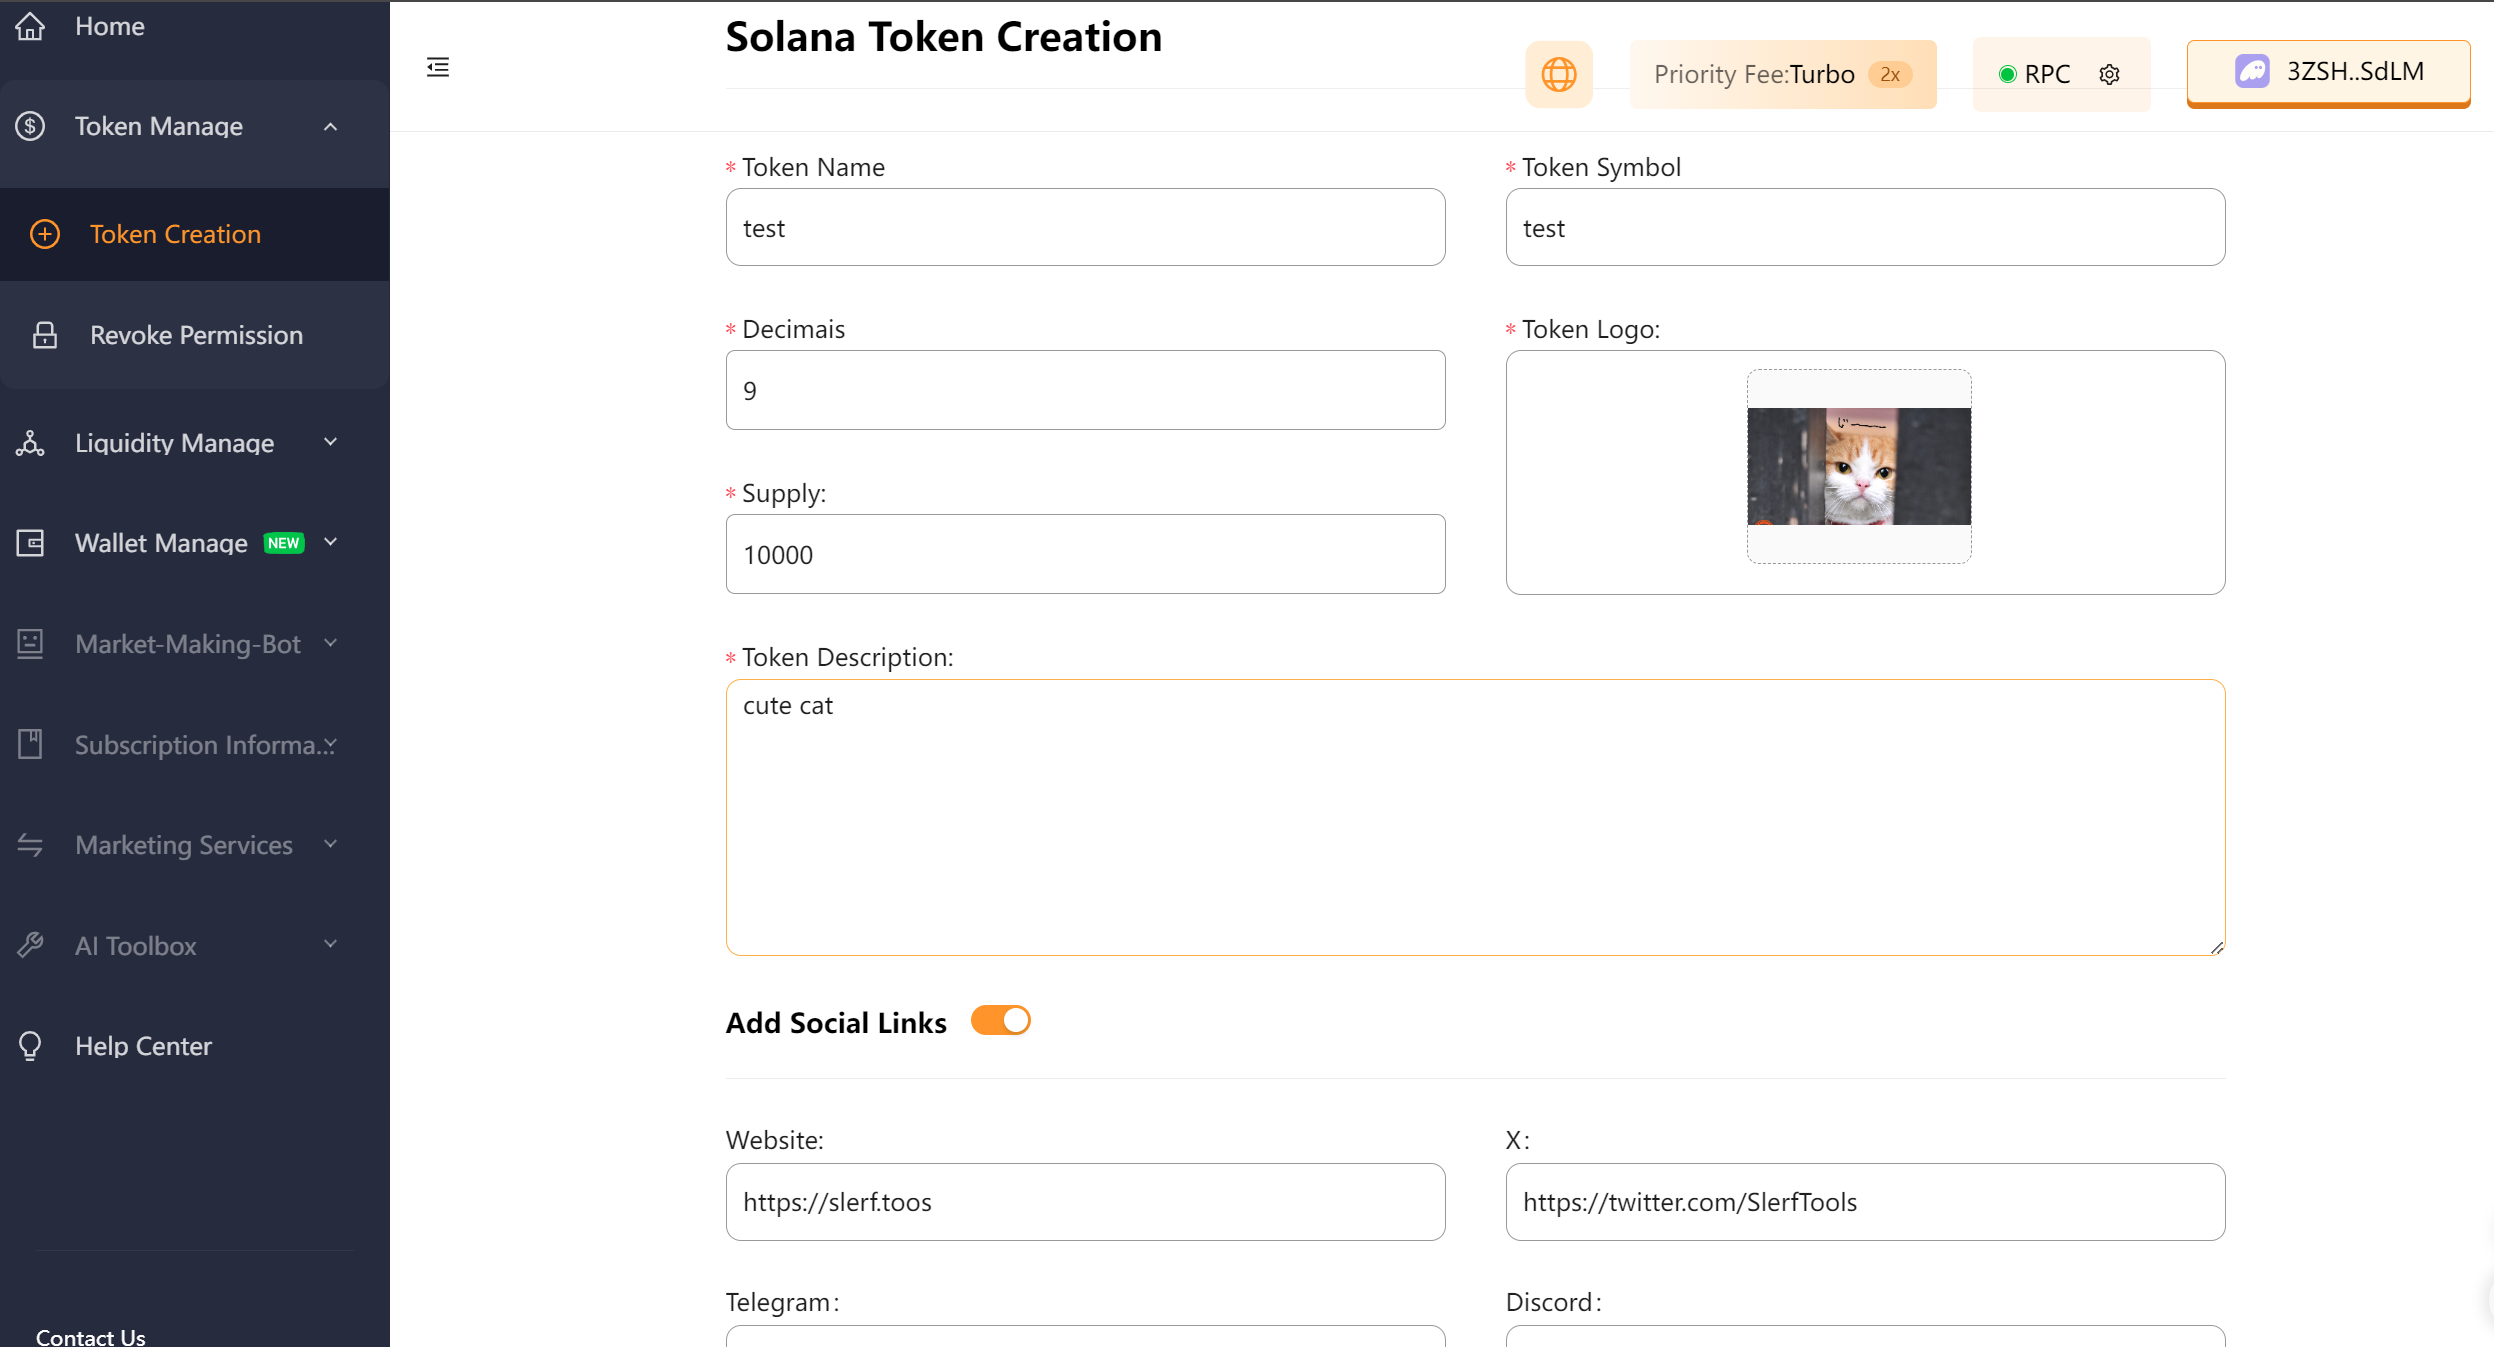 Home
Token Manage
Token Creation
Revoke Permission
Liquidity Manage
Wallet Manage NEW
Market-Making-Bot
Subscription Informa...
Marketing Services
AI Toolbox
Help Center
Contact Us
Solana Token Creation
Priority Fee:Turbo 2x
RPC
3ZSH..SdLM
* Token Name
test
* Token Symbol
test
* Decimais
9
* Token Logo:
じーー
* Supply:
10000
* Token Description:
cute cat
Add Social Links
Website:
https://slerf.toos
X:
https://twitter.com/SlerfTools
Telegram:
Discord: